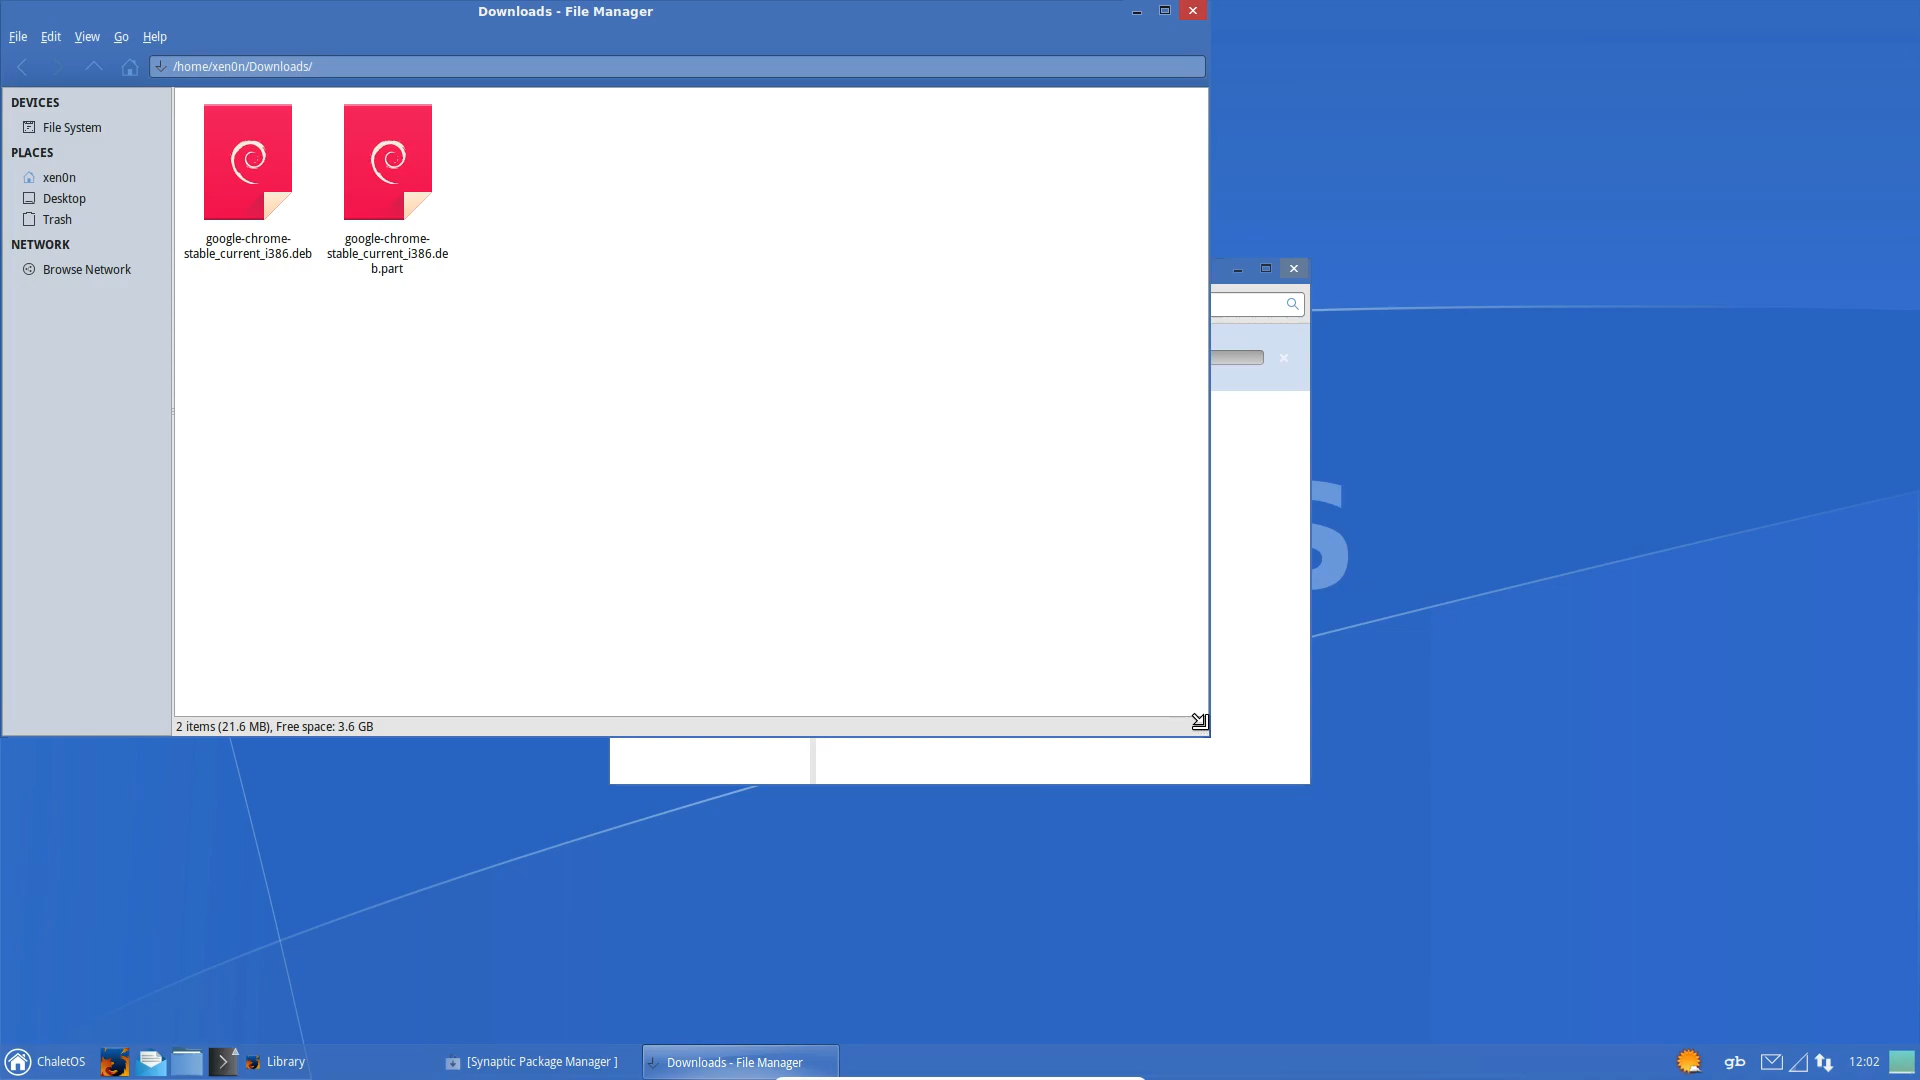 Downloads - File Manager
File Edit View Go Help
/home/xen0n/Downloads/
DEVICES
File System
PLACES
xen0n
Desktop
Trash
NETWORK
Browse Network
google-chrome-
stable_current_i386.deb
google-chrome-
stable_current_i386.de
b.part
2 items (21.6 MB), Free space: 3.6 GB
s
ChaletOS
Library
[Synaptic Package Manager ]
Downloads - File Manager
gb
12:02